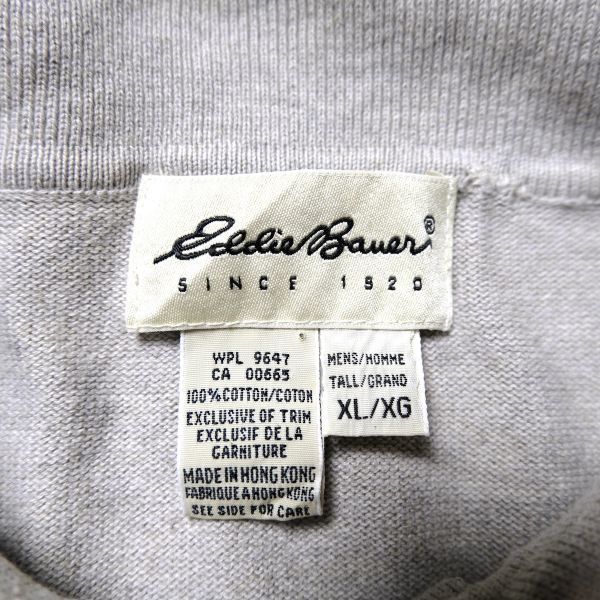 Eddie Bauer®
SINCE 1920
WPL 9647
CA 00665
100% COTTON/COTON
EXCLUSIVE OF TRIM
EXCLUSIF DE LA
GARNITURE
MADE IN HONG KONG
FABRIQUE A HONG KONG
SEE SIDE FOR CARE
MENS/HOMME
TALL/GRAND
XL/XG